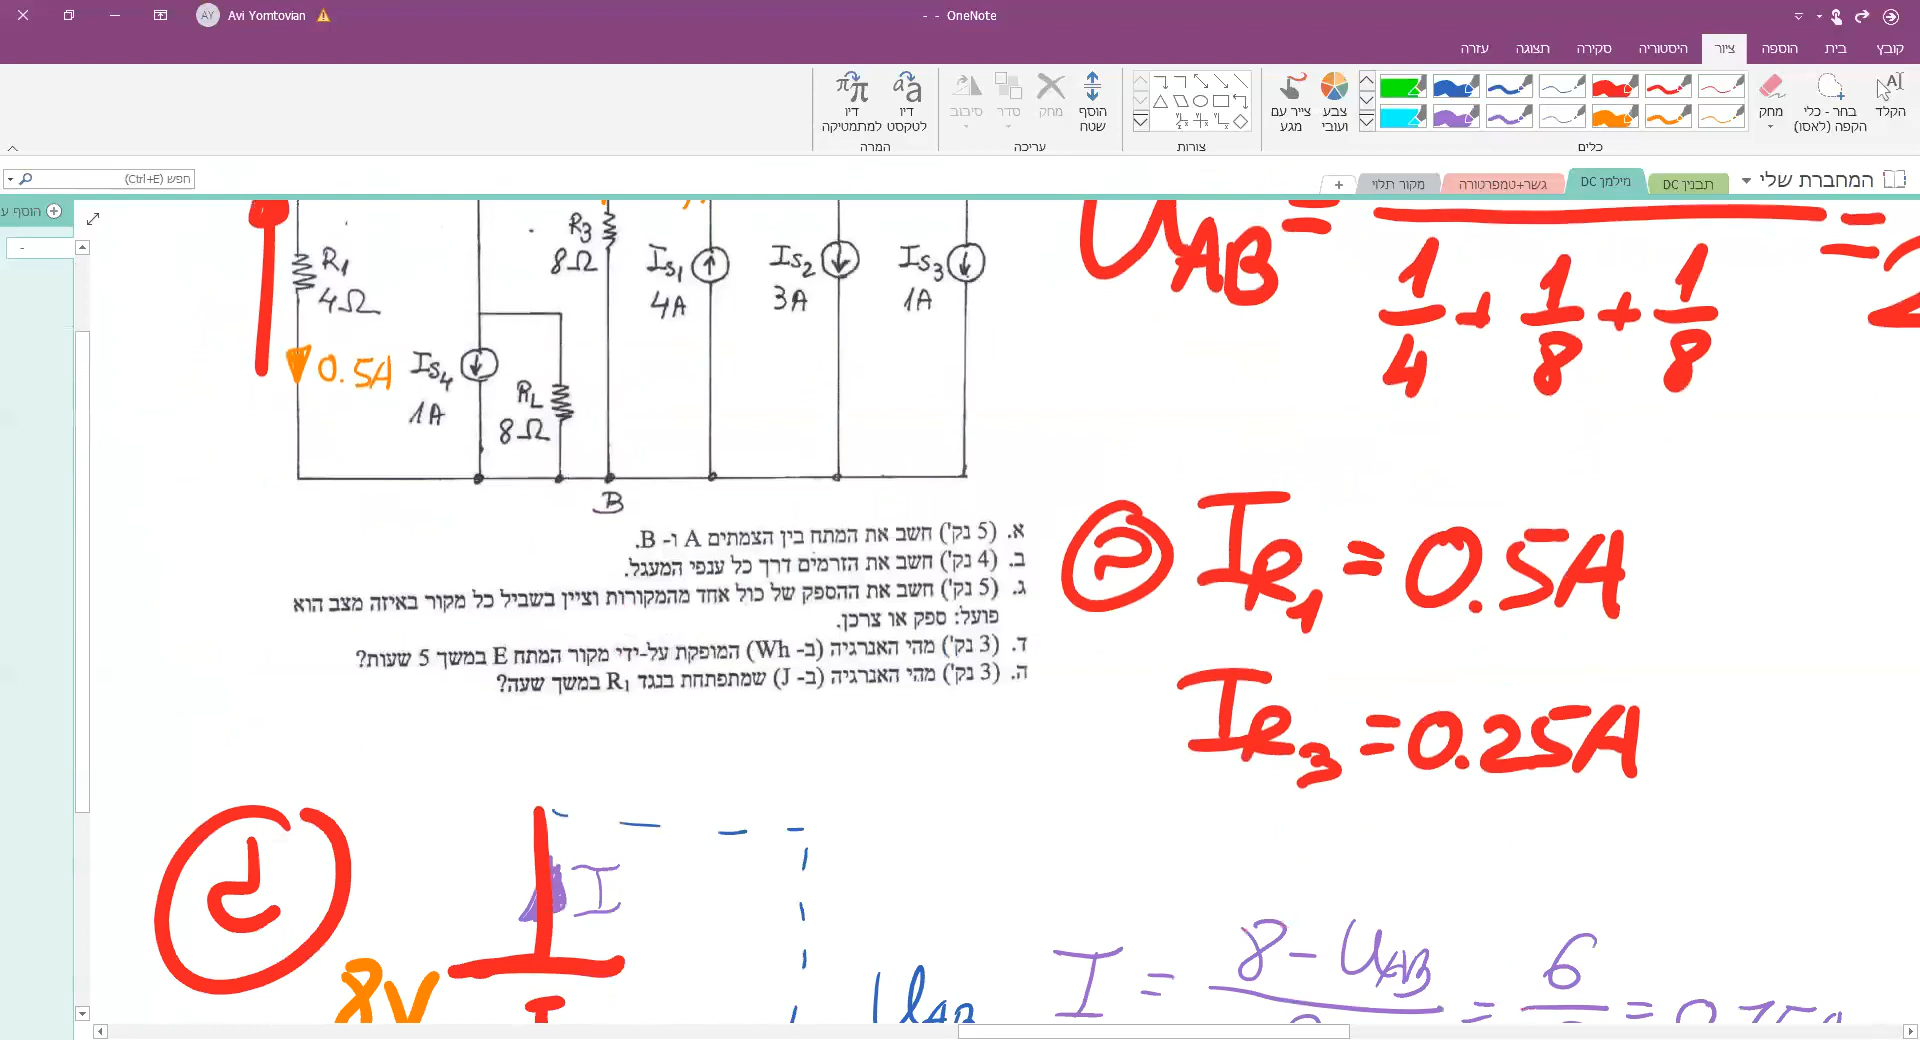 OneNote - -
Avi Yomtovian
AY
קובץ
בית
הוספה
ציור
היסטוריה
סקירה
תצוגה
עזרה
הקלד
בחר - כלי הקפה (לאסו)
מחק
כלים
צבע ועובי
צייר עם מגע
צורות
הוסף שטח
מחק
סדר
סיבוב
עריכה
דיו לטקסט
דיו למתמטיקה
המרה
המחברת שלי
תבנין DC
מילמן DC
גשר+טמפרטורה
מקור תלוי
+
חפש (Ctrl+E)
הוסף ע
-
R1
4Ω
0.5A
Is4
1A
RL
8Ω
R3
8Ω
Is1
4A
Is2
3A
Is3
1A
B
UAB = =
1/4 + 1/8 + 1/8
א. (5 נק') חשב את המתח בין הצמתים A ו- B.
ב. (4 נק') חשב את הזרמים דרך כל ענפי המעגל.
ג. (5 נק') חשב את ההספק של כול אחד מהמקורות וציין בשביל כל מקור באיזה מצב הוא
פועל: ספק או צרכן.
ד. (3 נק') מהי האנרגיה (ב- Wh) המופקת על-ידי מקור המתח E במשך 5 שעות?
ה. (3 נק') מהי האנרגיה (ב- J) שמתפתחת בנגד R1 במשך שעה?
IR1 = 0.5A
IR3 = 0.25A
I
8V
UAB
I = 8 - UAB = 6 = 0.75A